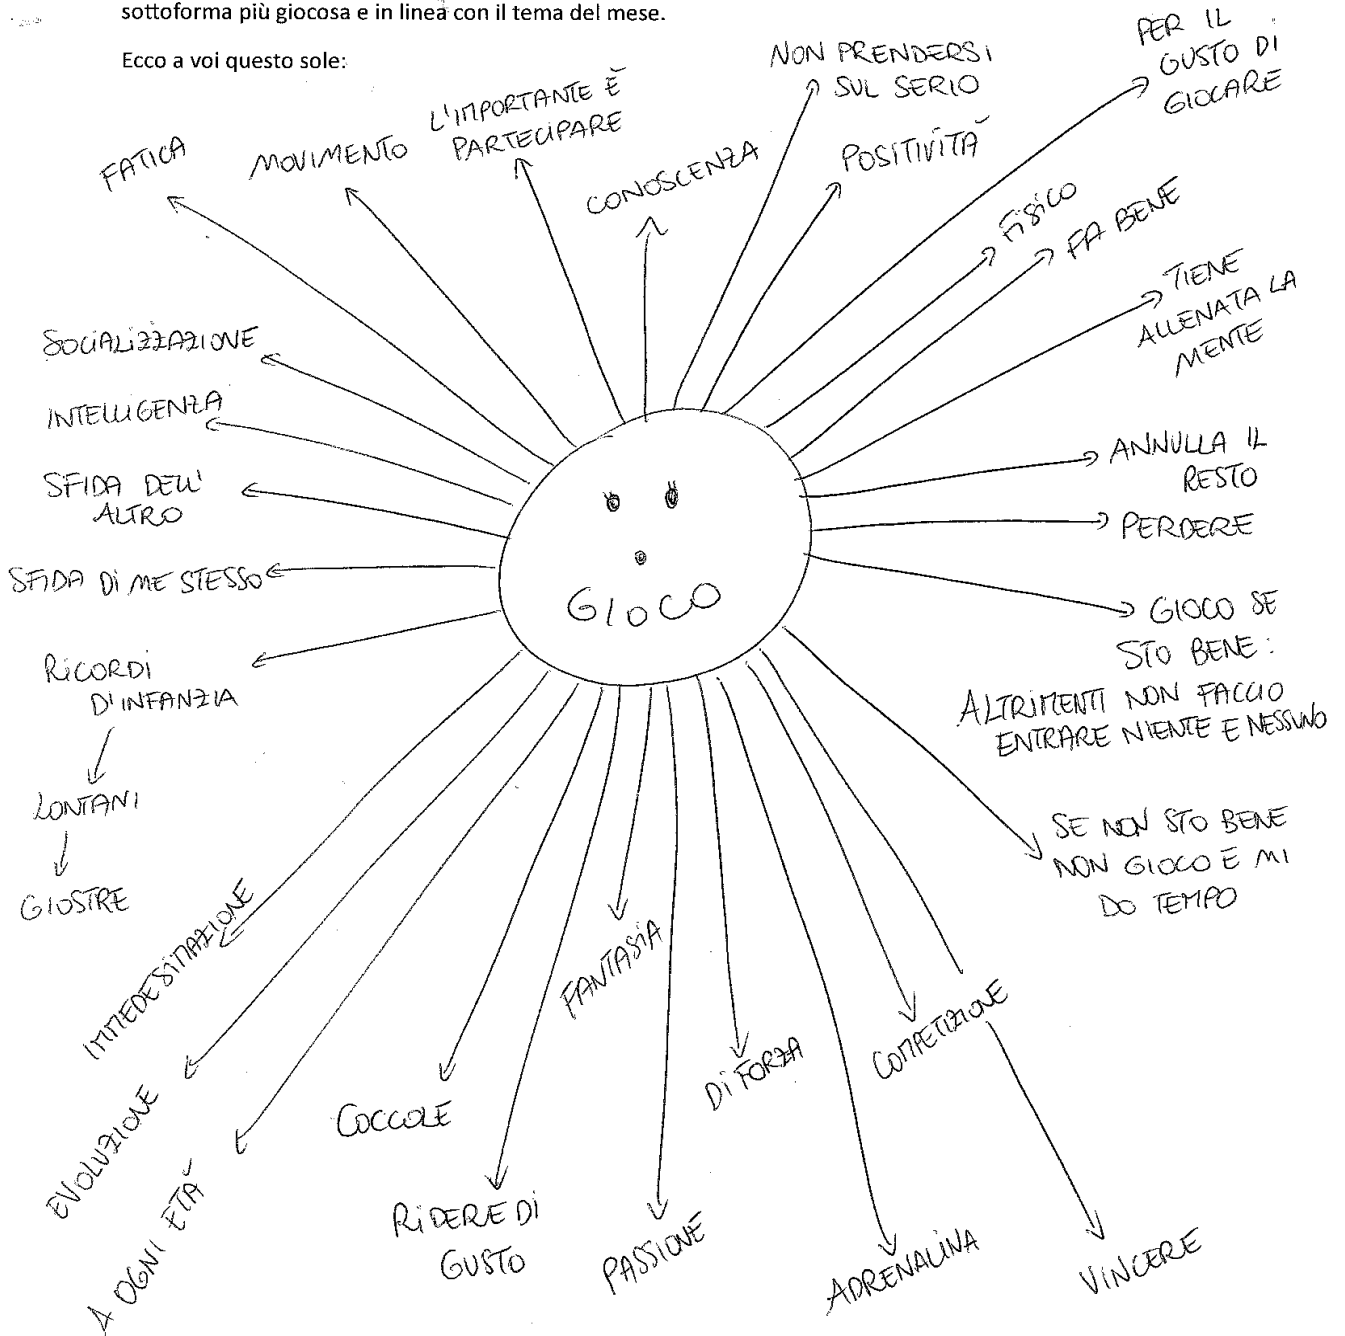 sottoforma più giocosa e in linea con il tema del mese.
Ecco a voi questo sole:
FATICA
MOVIMENTO
L'IMPORTANTE È
PARTECIPARE
CONOSCENZA
NON PRENDERSI
SUL SERIO
POSITIVITÀ
PER IL
GUSTO DI
GIOCARE
FISICO
FA BENE
TIENE
ALLENATA LA
MENTE
ANNULLA IL
RESTO
PERDERE
GIOCO SE
STO BENE:
ALTRIMENTI NON FACCIO
ENTRARE NIENTE E NESSUNO
SE NON STO BENE
NON GIOCO E MI
DO TEMPO
VINCERE
COMPETIZIONE
ADRENALINA
DI FORZA
PASSIONE
FANTASIA
RIDERE DI
GUSTO
COCCOLE
A OGNI ETÀ
EVOLUZIONE
IMMEDESIMAZIONE
RICORDI
D'INFANZIA
LONTANI
GIOSTRE
SFIDA DI ME STESSO
SFIDA DELL'
ALTRO
INTELLIGENZA
SOCIALIZZAZIONE
GIOCO